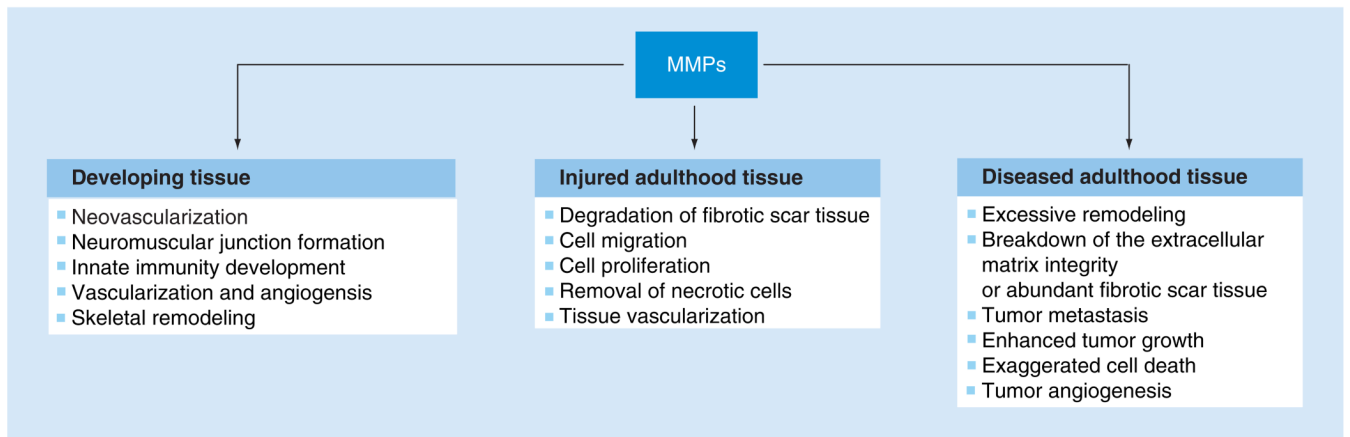 MMPs
Developing tissue
Neovascularization
Neuromuscular junction formation
Innate immunity development
Vascularization and angiogensis
Skeletal remodeling
Injured adulthood tissue
Degradation of fibrotic scar tissue
Cell migration
Cell proliferation
Removal of necrotic cells
Tissue vascularization
Diseased adulthood tissue
Excessive remodeling
Breakdown of the extracellular
matrix integrity
or abundant fibrotic scar tissue
Tumor metastasis
Enhanced tumor growth
Exaggerated cell death
Tumor angiogenesis